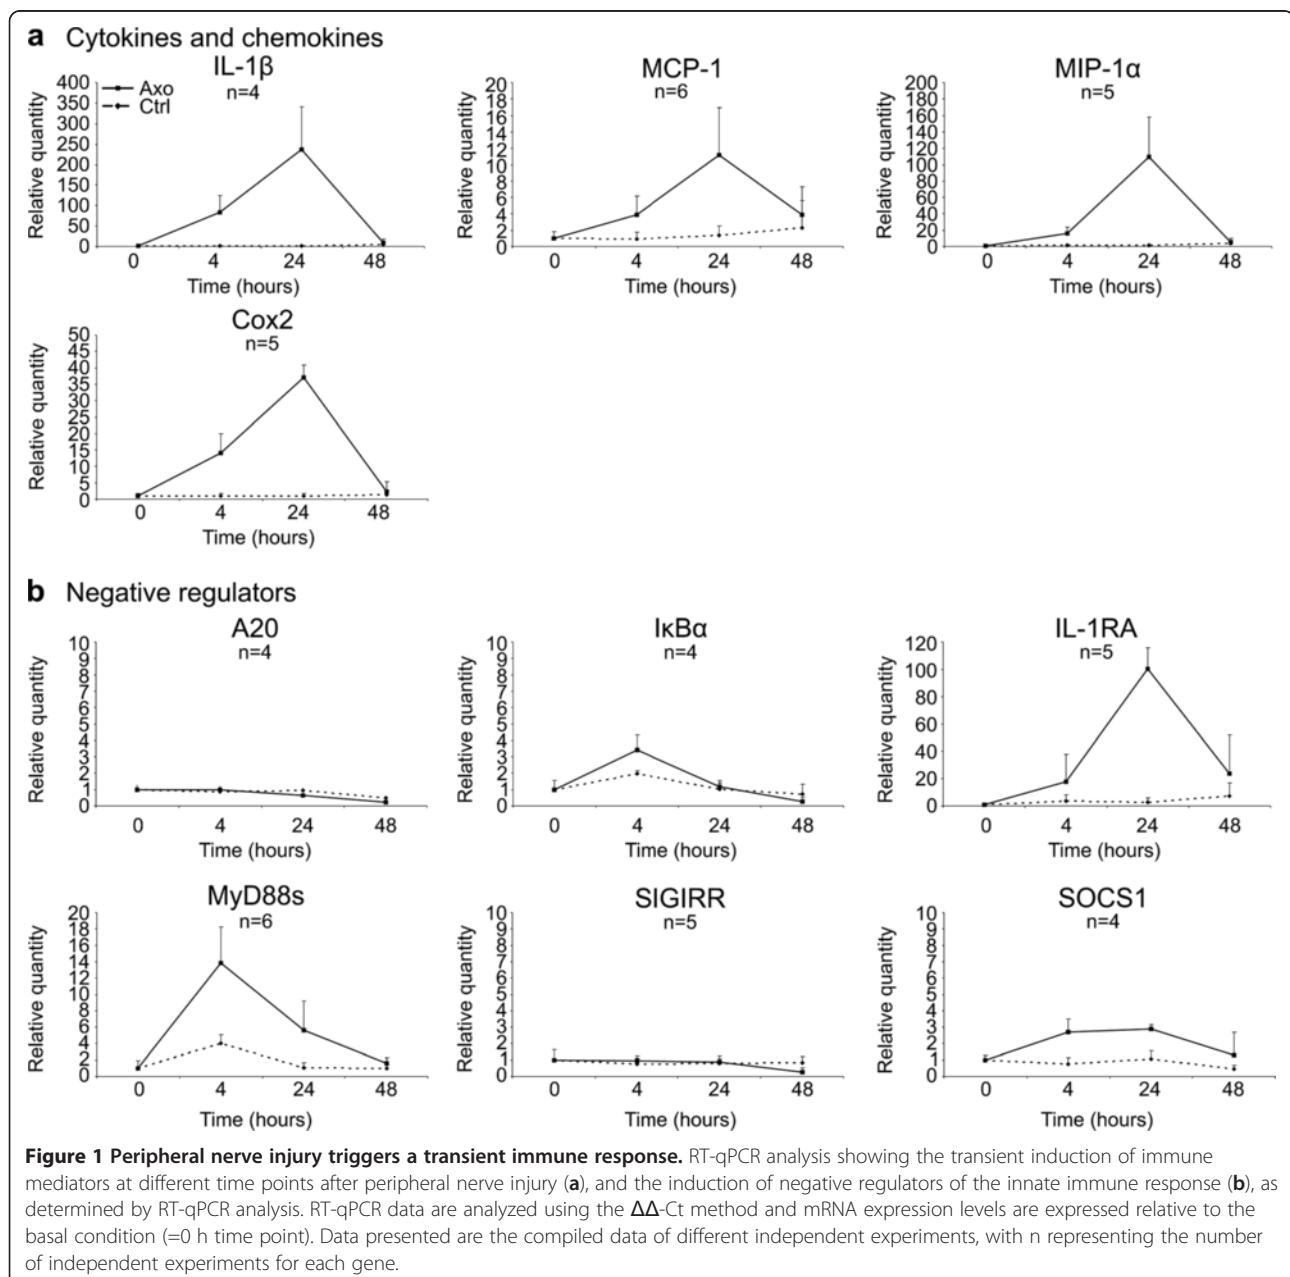 a Cytokines and chemokines
IL-1β
n=4
Axo
Ctrl
Relative quantity
400
350
300
250
200
150
100
50
0
0 4 24 48
Time (hours)
MCP-1
n=6
Relative quantity
20
18
16
14
12
10
8
6
4
2
0
0 4 24 48
Time (hours)
MIP-1α
n=5
Relative quantity
200
180
160
140
120
100
80
60
40
20
0
0 4 24 48
Time (hours)
Cox2
n=5
Relative quantity
50
45
40
35
30
25
20
15
10
5
0
0 4 24 48
Time (hours)
b Negative regulators
A20
n=4
Relative quantity
10
9
8
7
6
5
4
3
2
1
0
0 4 24 48
Time (hours)
IκBα
n=4
Relative quantity
10
9
8
7
6
5
4
3
2
1
0
0 4 24 48
Time (hours)
IL-1RA
n=5
Relative quantity
120
100
80
60
40
20
0
0 4 24 48
Time (hours)
MyD88s
n=6
Relative quantity
20
18
16
14
12
10
8
6
4
2
0
0 4 24 48
Time (hours)
SIGIRR
n=5
Relative quantity
10
9
8
7
6
5
4
3
2
1
0
0 4 24 48
Time (hours)
SOCS1
n=4
Relative quantity
10
9
8
7
6
5
4
3
2
1
0
0 4 24 48
Time (hours)
Figure 1 Peripheral nerve injury triggers a transient immune response. RT-qPCR analysis showing the transient induction of immune
mediators at different time points after peripheral nerve injury (a), and the induction of negative regulators of the innate immune response (b), as
determined by RT-qPCR analysis. RT-qPCR data are analyzed using the ΔΔ-Ct method and mRNA expression levels are expressed relative to the
basal condition (=0 h time point). Data presented are the compiled data of different independent experiments, with n representing the number
of independent experiments for each gene.